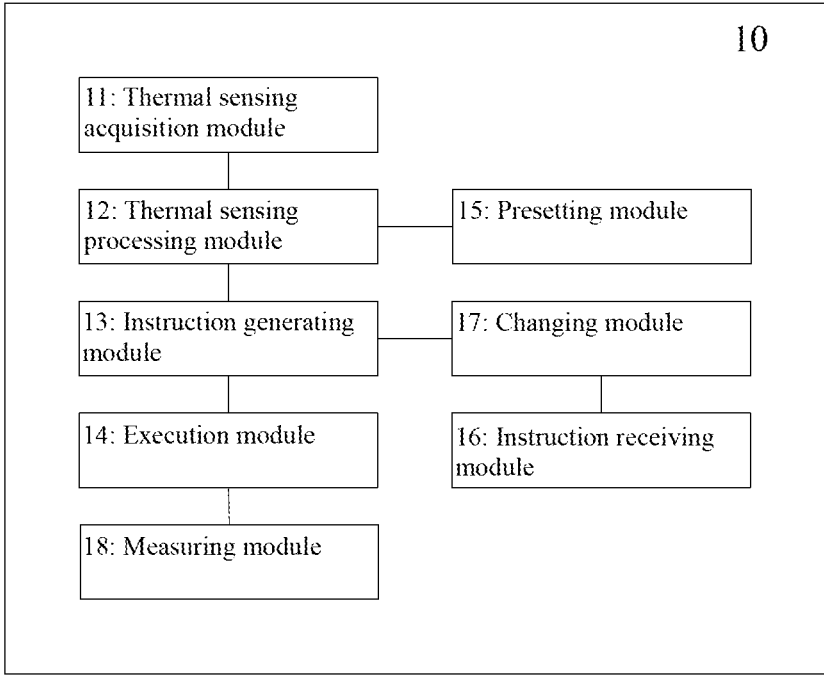 10
11: Thermal sensing
acquisition module
12: Thermal sensing
processing module
15: Presetting module
13: Instruction generating
module
17: Changing module
14: Execution module
16: Instruction receiving
module
18: Measuring module